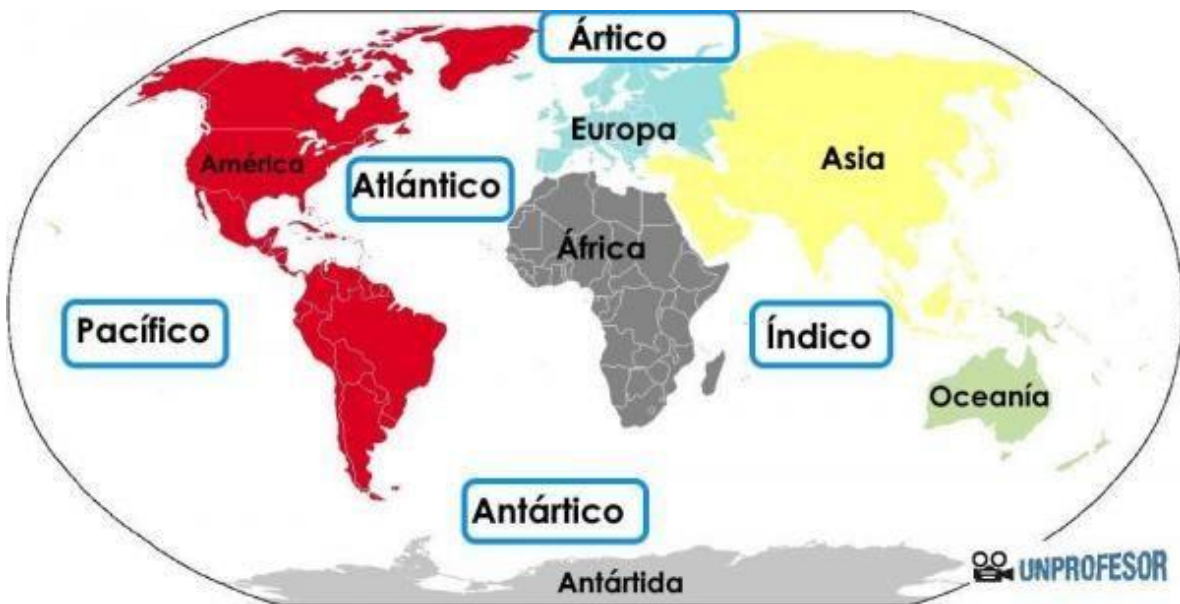 Ártico
Europa
Asia
América
Atlántico
África
Pacífico
Índico
Oceanía
Antártico
Antártida
UNPROFESOR